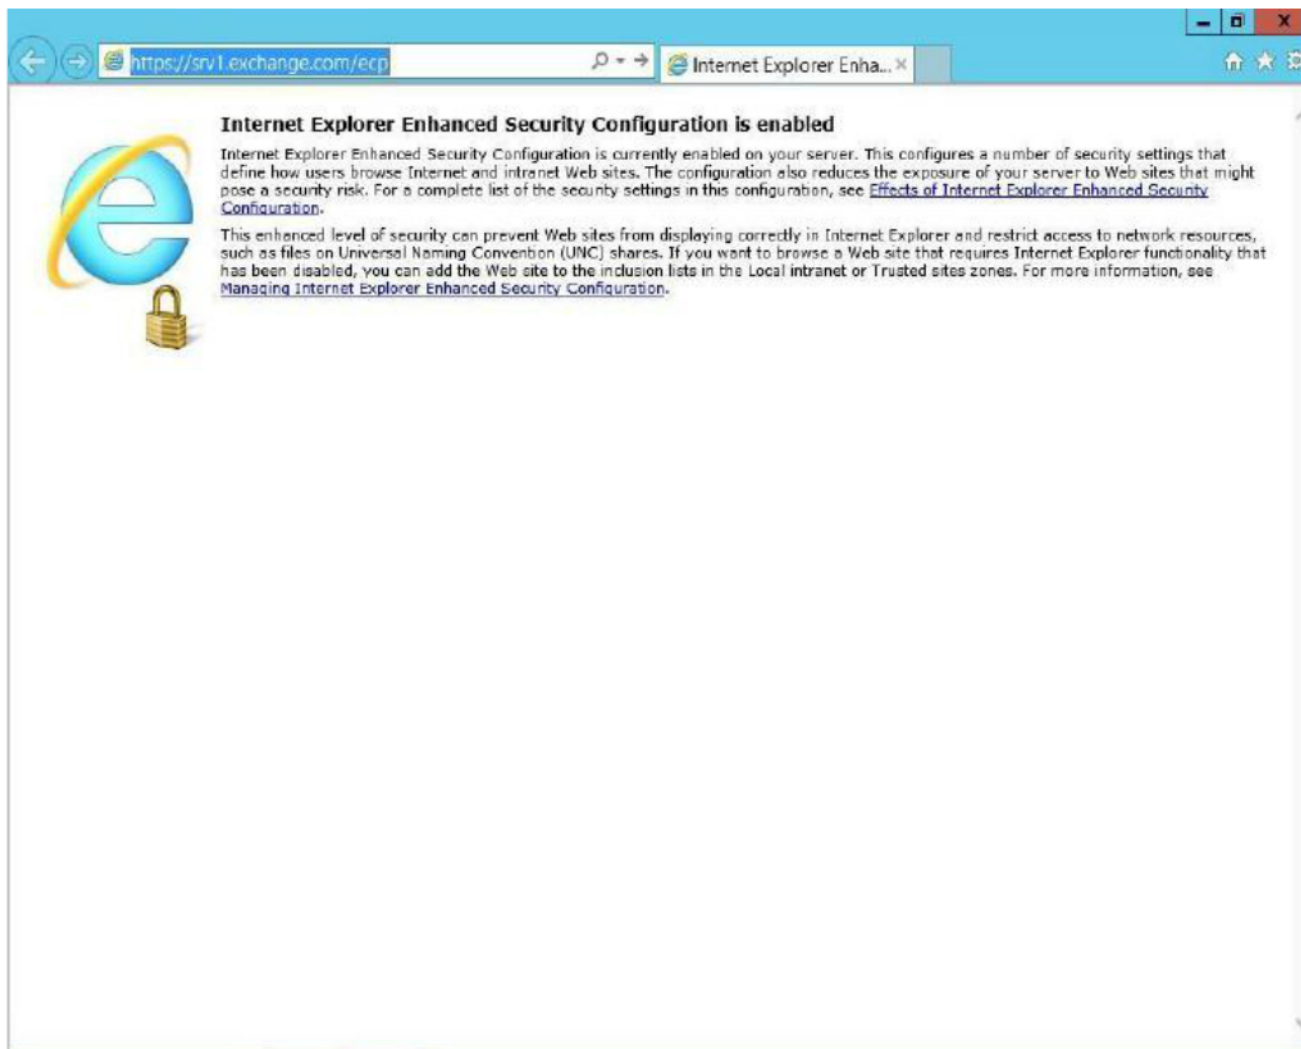 https://srv1.exchange.com/ecp
Internet Explorer Enha...
Internet Explorer Enhanced Security Configuration is enabled
Internet Explorer Enhanced Security Configuration is currently enabled on your server. This configures a number of security settings that
define how users browse Internet and intranet Web sites. The configuration also reduces the exposure of your server to Web sites that might
pose a security risk. For a complete list of the security settings in this configuration, see Effects of Internet Explorer Enhanced Security
Configuration.
This enhanced level of security can prevent Web sites from displaying correctly in Internet Explorer and restrict access to network resources,
such as files on Universal Naming Convention (UNC) shares. If you want to browse a Web site that requires Internet Explorer functionality that
has been disabled, you can add the Web site to the inclusion lists in the Local intranet or Trusted sites zones. For more information, see
Managing Internet Explorer Enhanced Security Configuration.